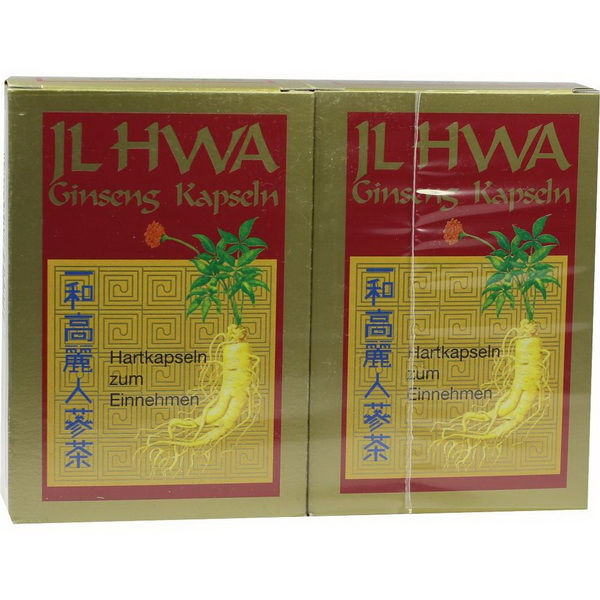 IL HWA
Ginseng Kapseln
一和高麗人蔘茶
Hartkapseln
zum
Einnehmen
IL HWA
Ginseng Kapseln
一和高麗人蔘茶
Hartkapseln
zum
Einnehmen